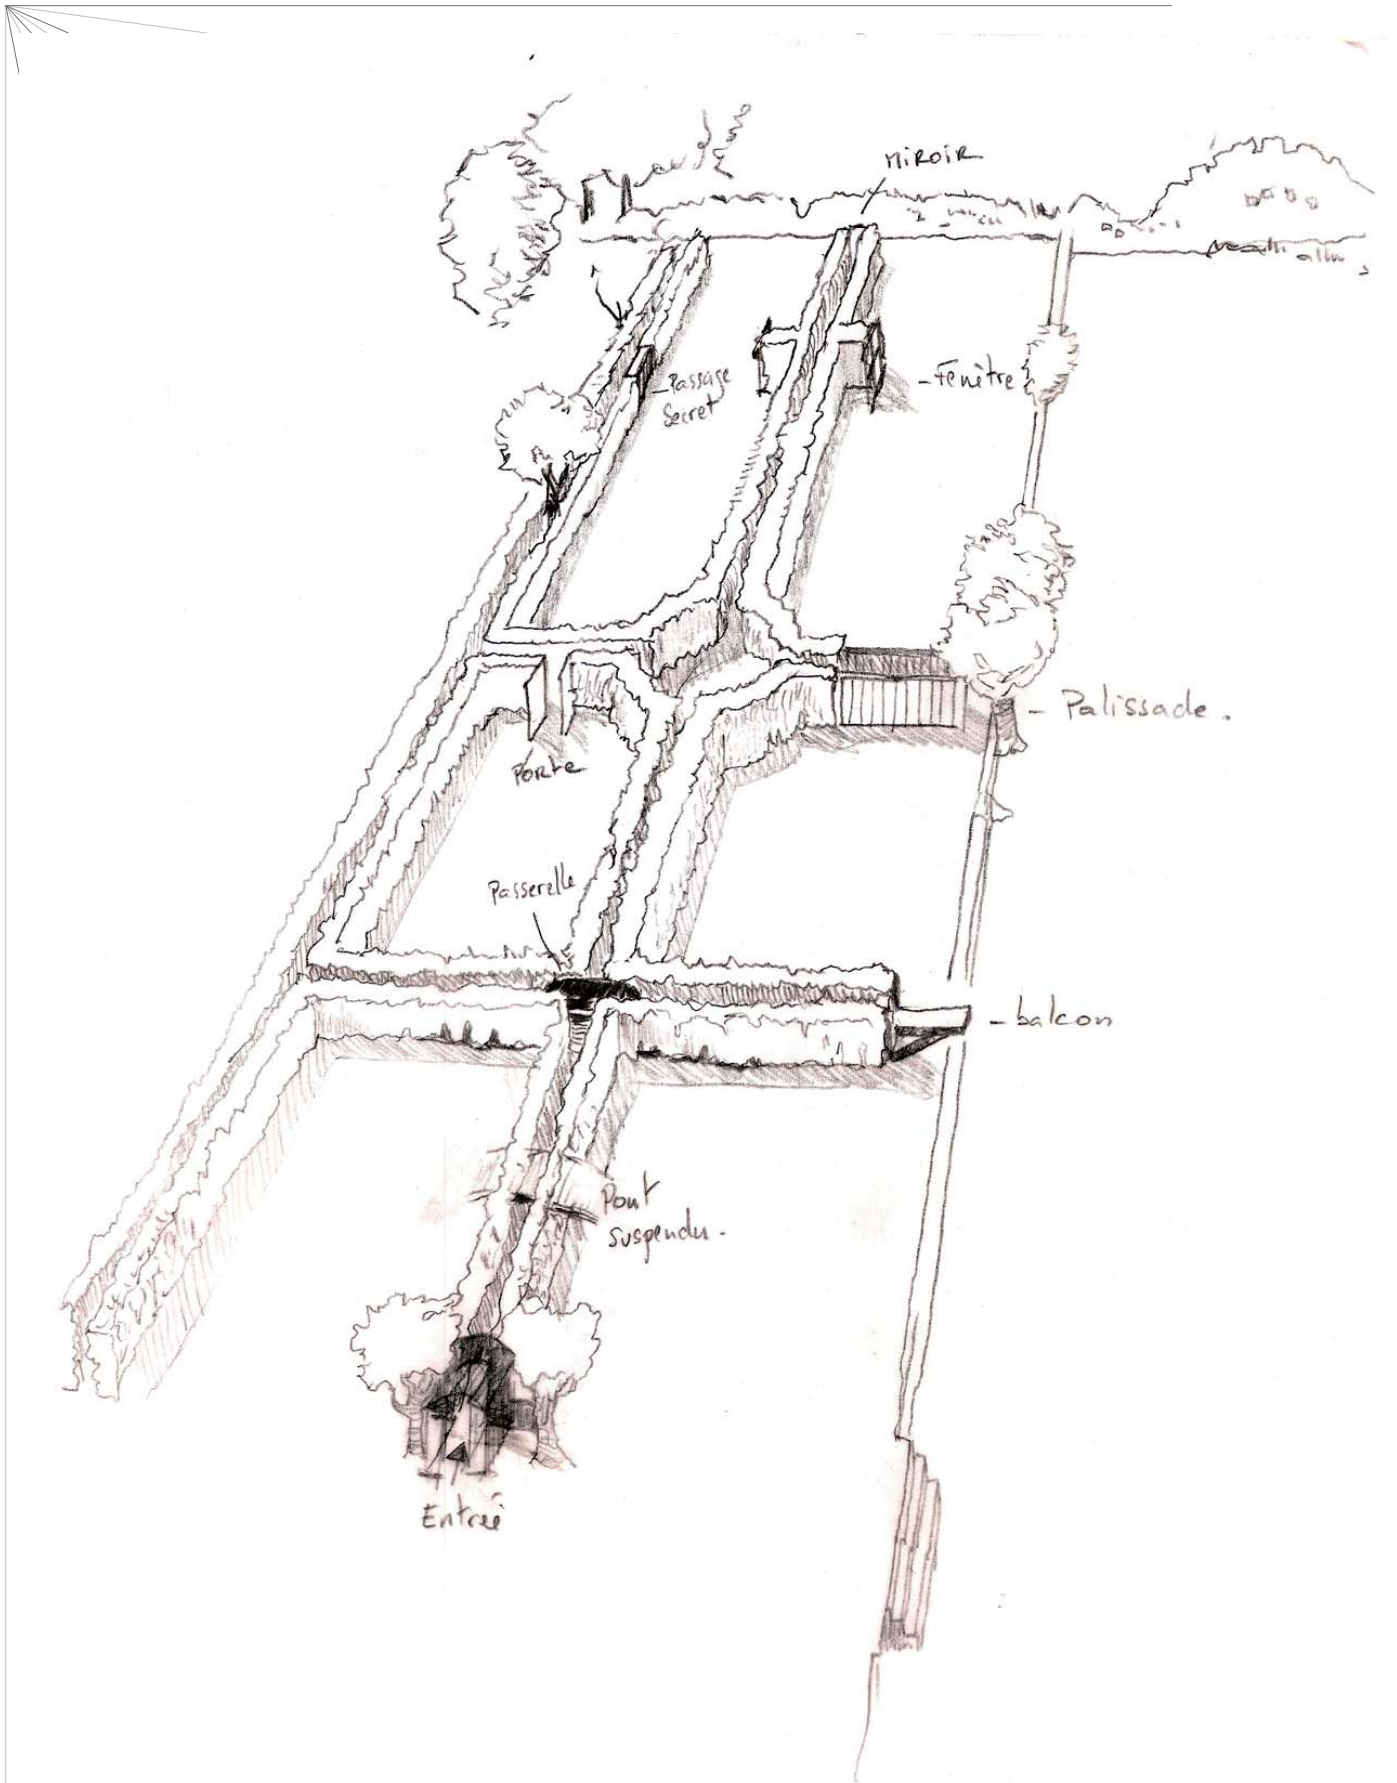 MIROIR
- Passage
Secret
- Fenêtre
- Palissade.
Porte
Passerelle
- balcon
Pont
suspendu.
Entrée